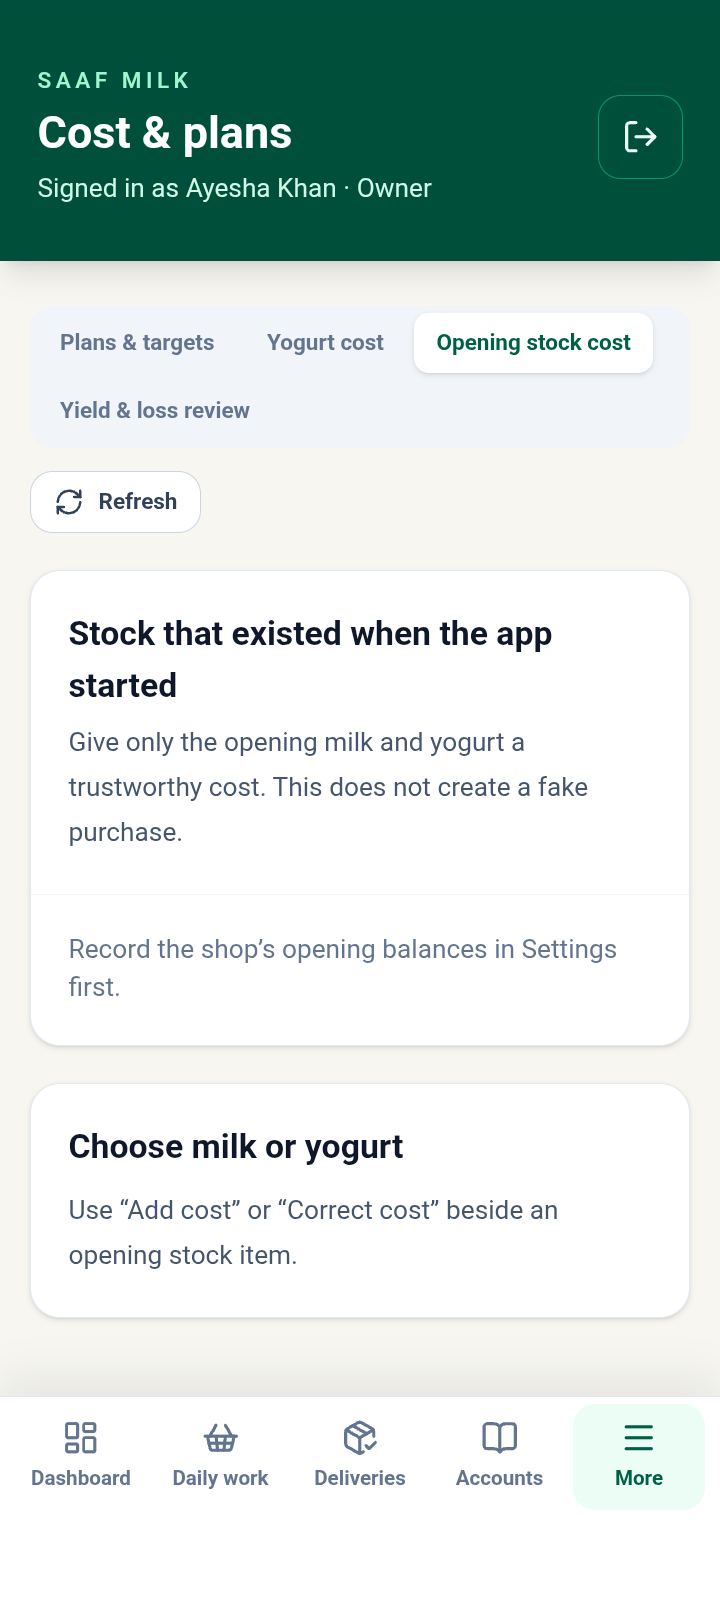 SAAF MILK
Cost & plans
Signed in as Ayesha Khan · Owner
Plans & targets
Yogurt cost
Opening stock cost
Yield & loss review
Refresh
Stock that existed when the app
started
Give only the opening milk and yogurt a
trustworthy cost. This does not create a fake
purchase.
Record the shop’s opening balances in Settings
first.
Choose milk or yogurt
Use “Add cost” or “Correct cost” beside an
opening stock item.
Dashboard
Daily work
Deliveries
Accounts
More